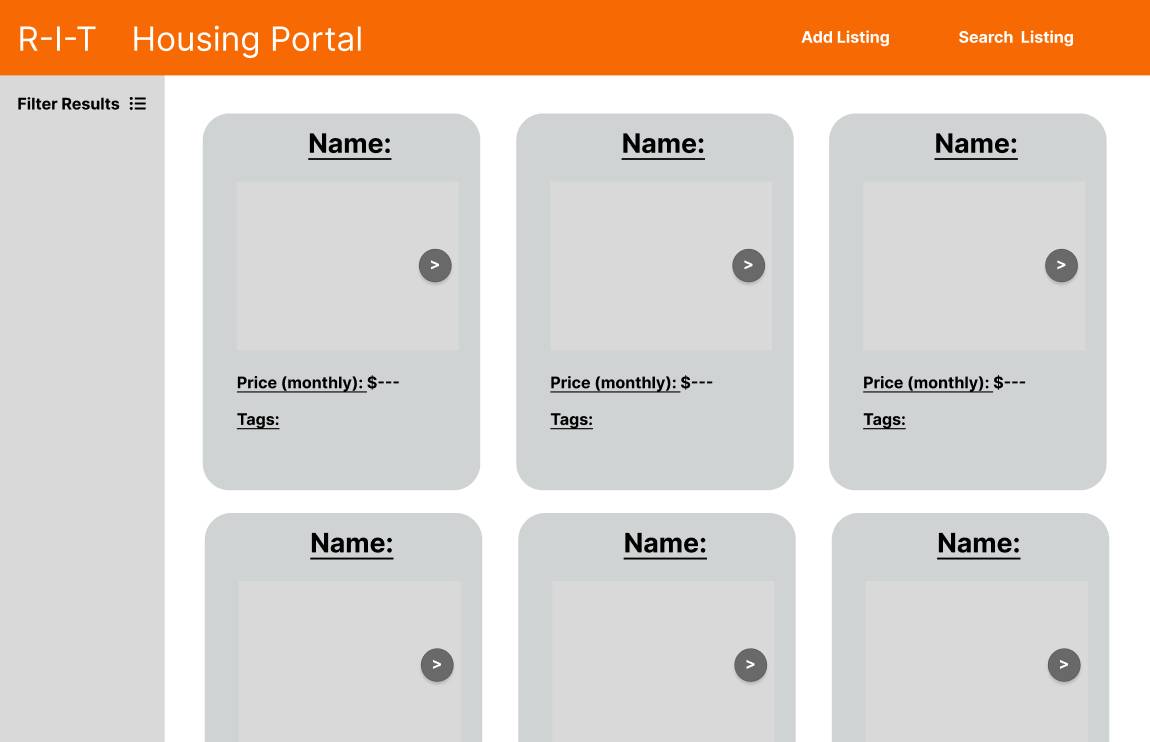 R-I-T Housing Portal
Add Listing
Search Listing
Filter Results
Name:
Name:
Name:
>
>
>
Price (monthly): $---
Price (monthly): $---
Price (monthly): $---
Tags:
Tags:
Tags:
Name:
Name:
Name:
>
>
>